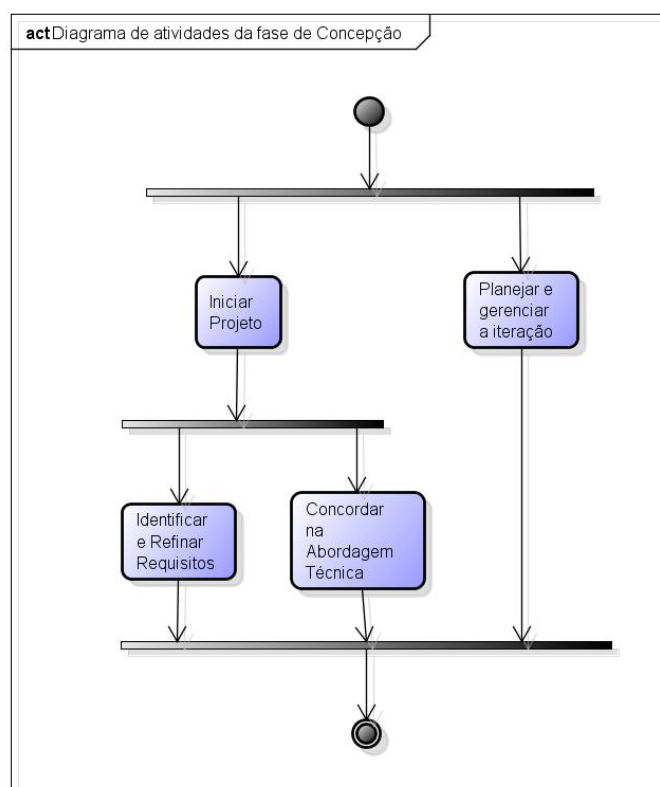 act Diagrama de atividades da fase de Concepção
Iniciar
Projeto
Planejar e
gerenciar
a iteração
Identificar
e Refinar
Requisitos
Concordar
na
Abordagem
Técnica